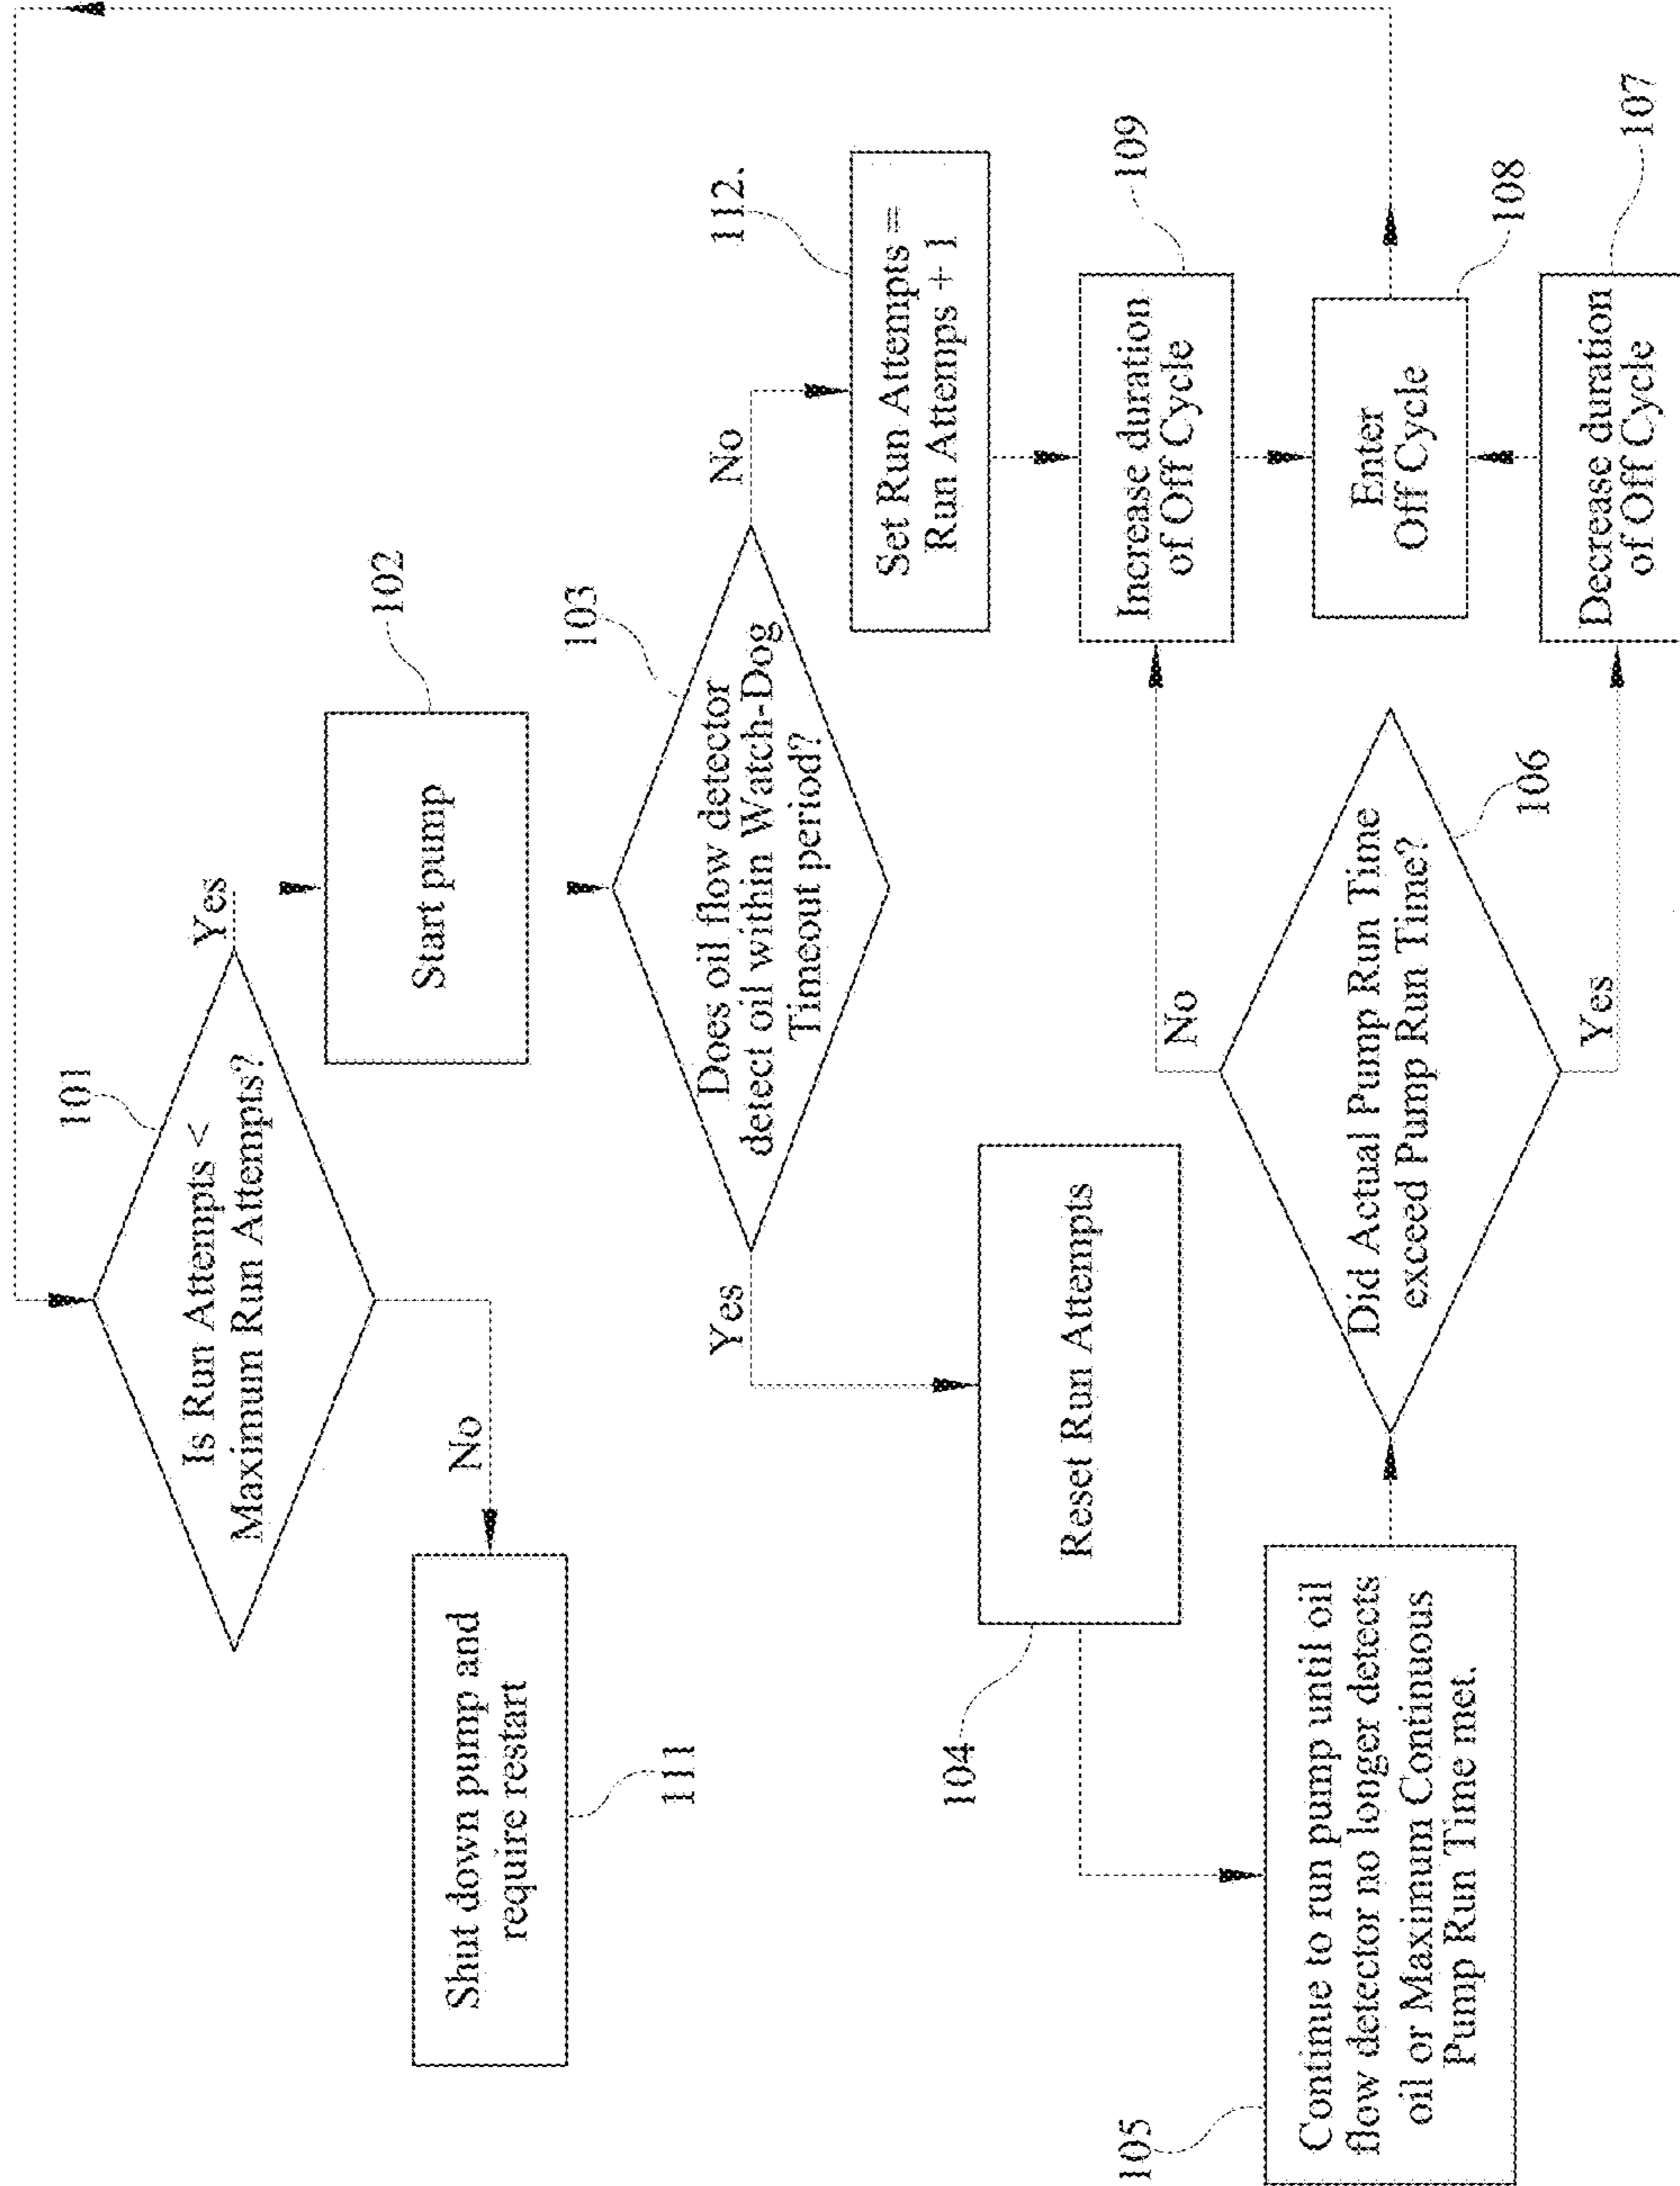 101
Is Run Attempts <
Maximum Run Attempts?
Yes
No
Shut down pump and
require restart
111
102
Start pump
103
Does oil flow detector
detect oil within Watch-Dog
Timeout period?
Yes
No
112.
Set Run Attempts =
Run Attemps + 1
104
Reset Run Attempts
109
Increase duration
of Off Cycle
105
Continue to run pump until oil
flow detector no longer detects
oil or Maximum Continuous
Pump Run Time met.
Did Actual Pump Run Time
exceed Pump Run Time?
106
No
Yes
Enter
Off Cycle
108
Decrease duration
of Off Cycle
107